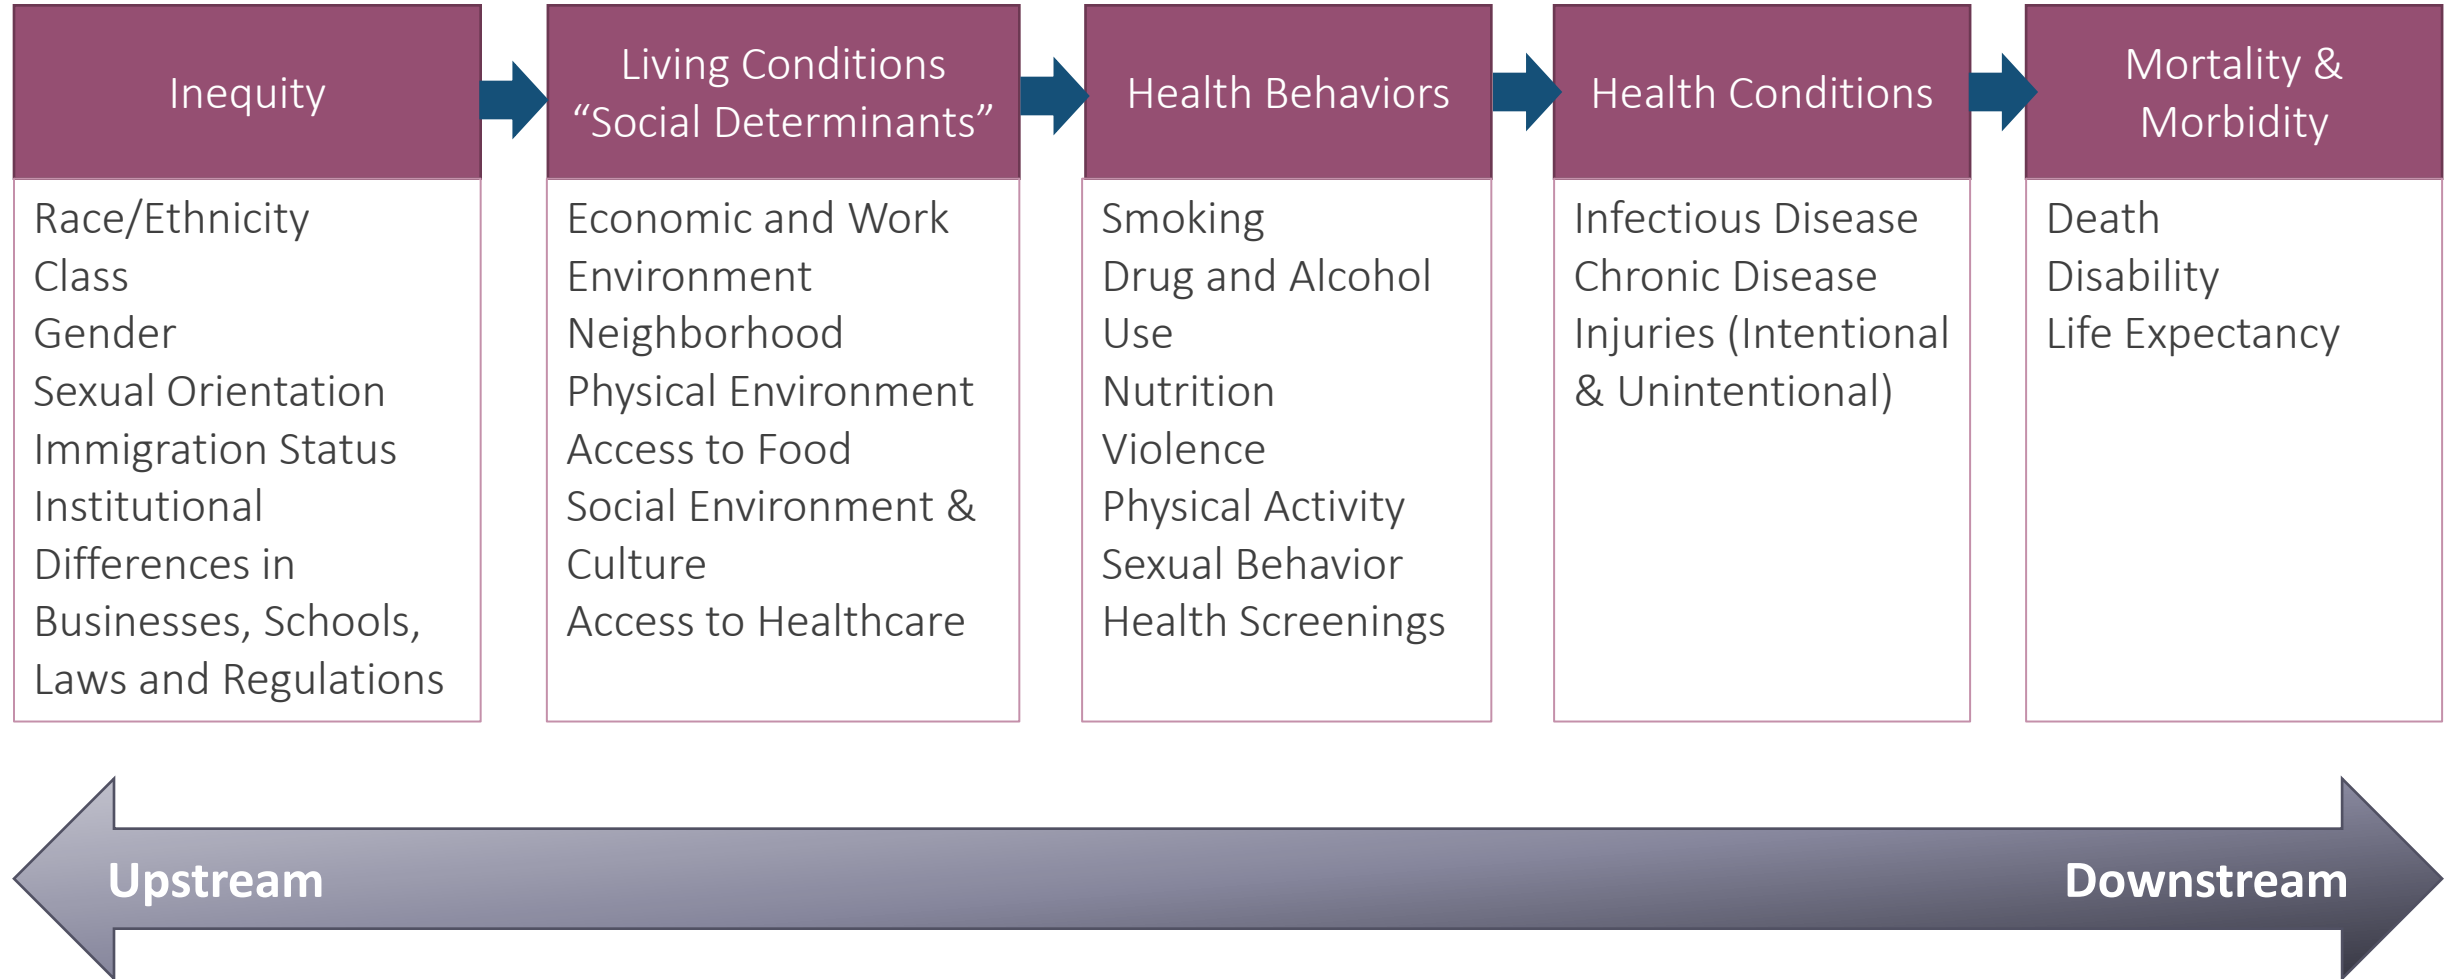 Inequity
Race/Ethnicity
Class
Gender
Sexual Orientation
Immigration Status
Institutional
Differences in
Businesses, Schools,
Laws and Regulations
Living Conditions
“Social Determinants”
Economic and Work
Environment
Neighborhood
Physical Environment
Access to Food
Social Environment &
Culture
Access to Healthcare
Health Behaviors
Smoking
Drug and Alcohol
Use
Nutrition
Violence
Physical Activity
Sexual Behavior
Health Screenings
Health Conditions
Infectious Disease
Chronic Disease
Injuries (Intentional
& Unintentional)
Mortality &
Morbidity
Death
Disability
Life Expectancy
Upstream
Downstream